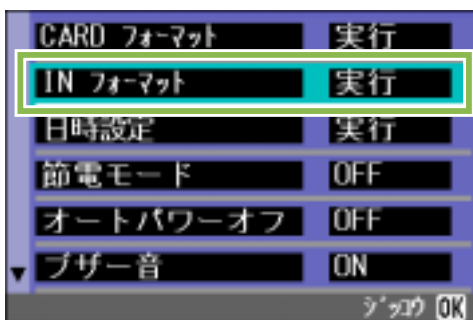 CARD フォーマット 実行
IN フォーマット 実行
日時設定 実行
節電モード OFF
オートパワーオフ OFF
ブザー音 ON
ジッコウ OK